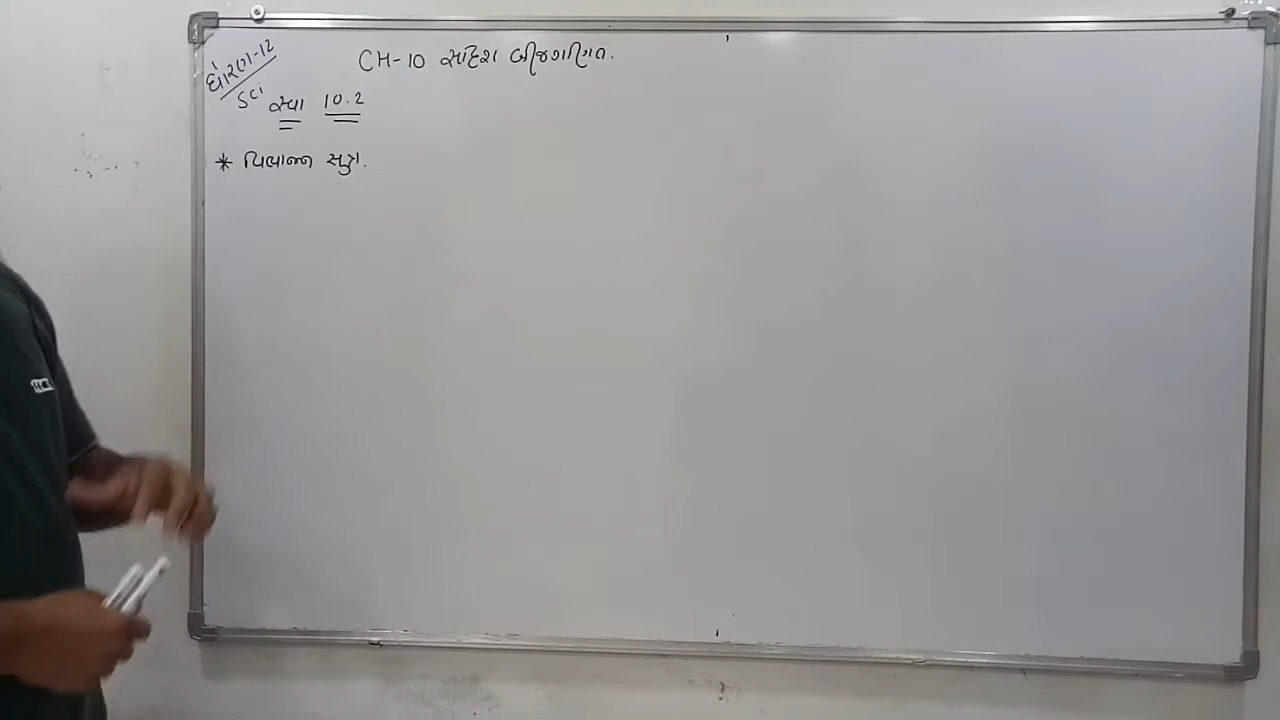 ધોરણ-12
Sci
CH-10 સદિશ બીજગણિત.
સ્વા 10.2
* વિભાજન સૂત્ર.